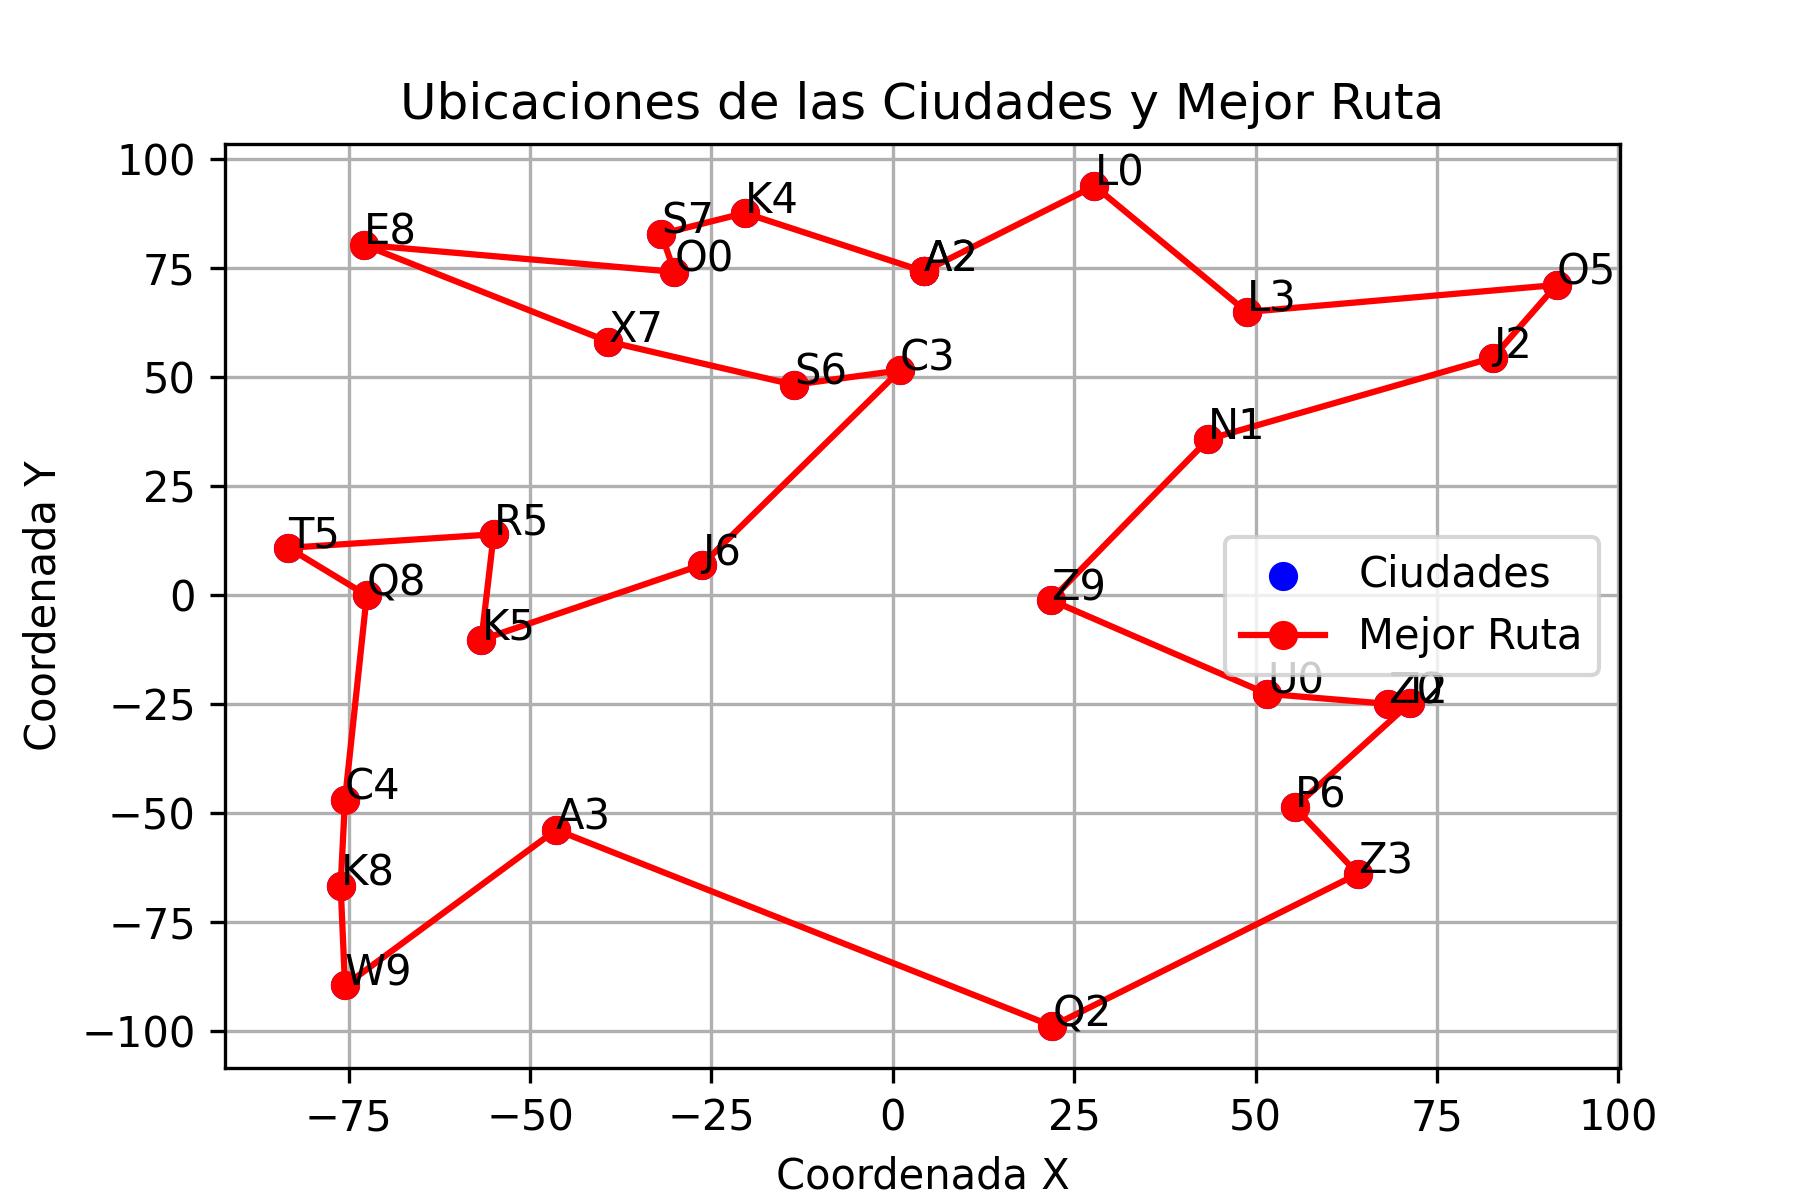 Ubicaciones de las Ciudades y Mejor Ruta
100
75
50
25
0
−25
−50
−75
−100
−75
−50
−25
0
25
50
75
100
Coordenada X
Coordenada Y
L0
K4
S7
E8
O0
A2
O5
L3
X7
J2
C3
S6
N1
R5
T5
J6
Q8
Z9
K5
Ciudades
Mejor Ruta
U0
C4
P6
A3
Z3
K8
W9
Q2